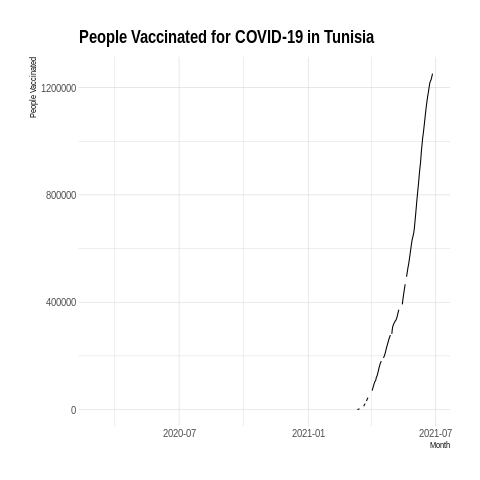 People Vaccinated for COVID-19 in Tunisia
People Vaccinated
1200000
800000
400000
0
2020-07 2021-01 2021-07
Month